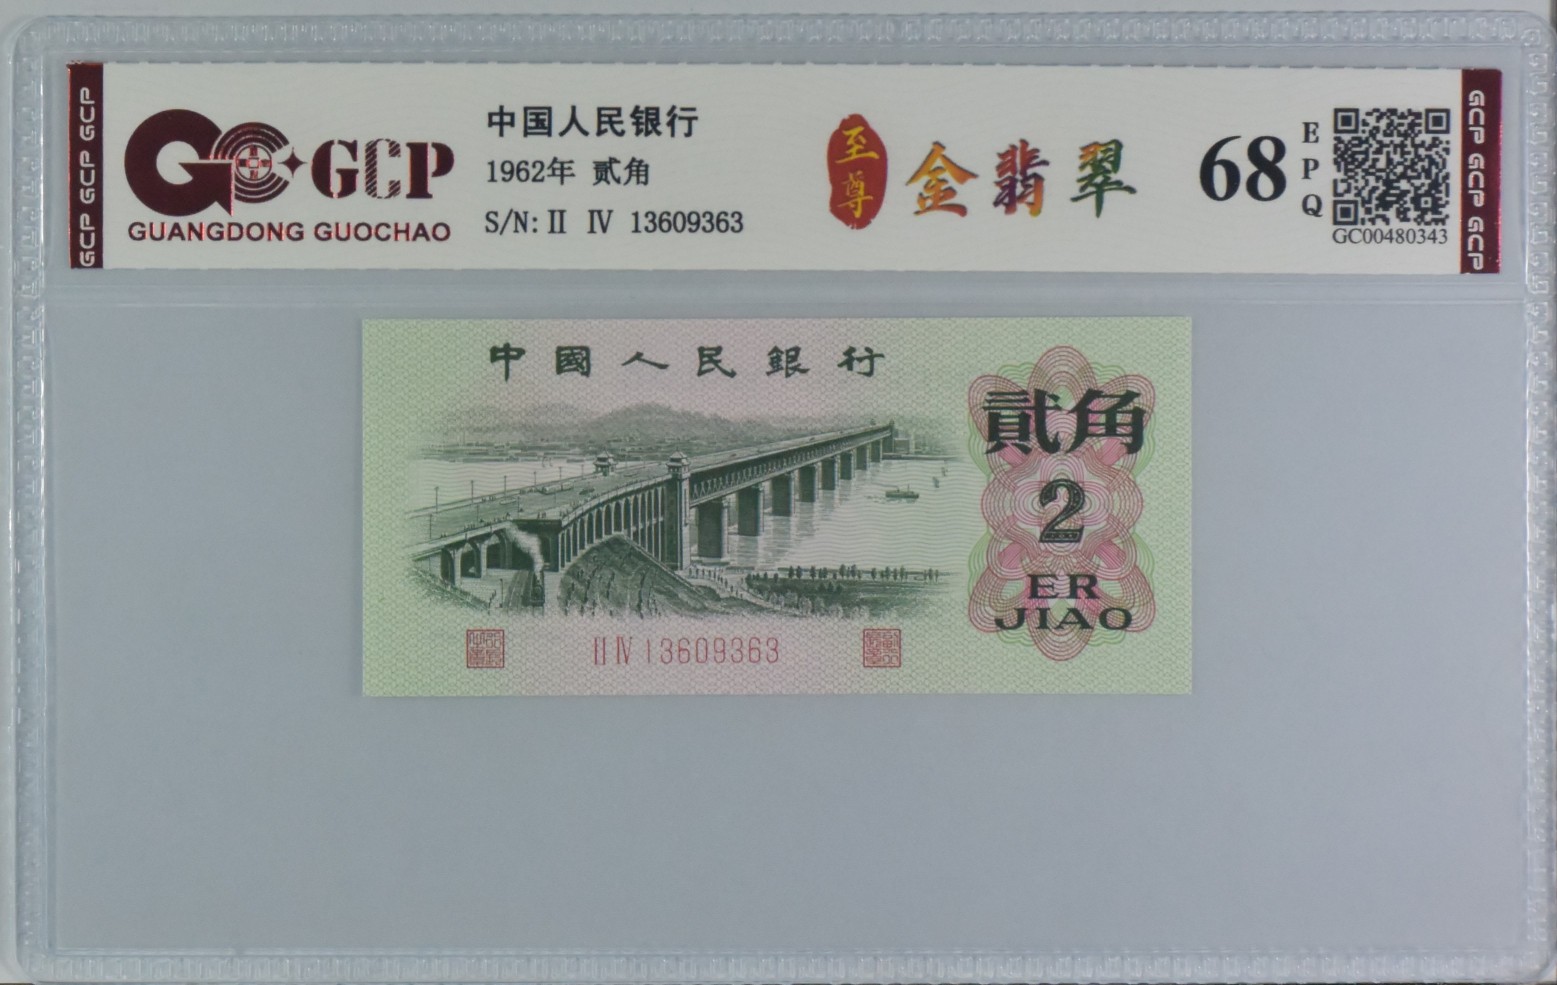 GCP GCP GCP
GCP
GUANGDONG GUOCHAO
中国人民银行
1962年 贰角
S/N: II IV 13609363
至尊
金翡翠
68
EPQ
GC00480343
GCP GCP GCP
中國人民銀行
貳角
2
ER
JIAO
II IV 13609363